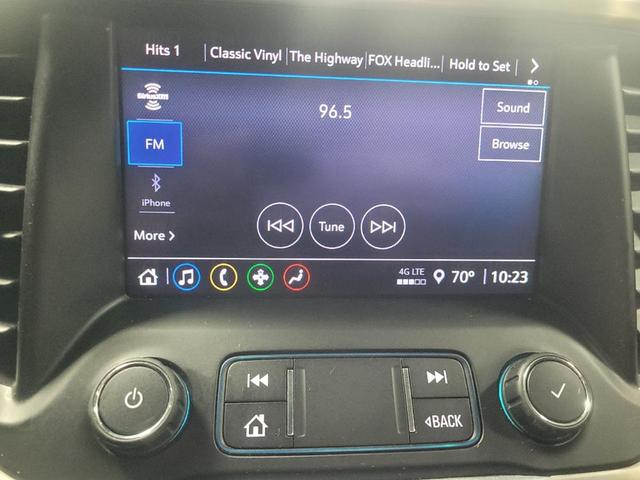 Hits 1 Classic Vinyl The Highway FOX Headli... Hold to Set
SiriusXM
96.5
Sound
FM
Browse
iPhone
Tune
More
4G LTE
70° 10:23
BACK